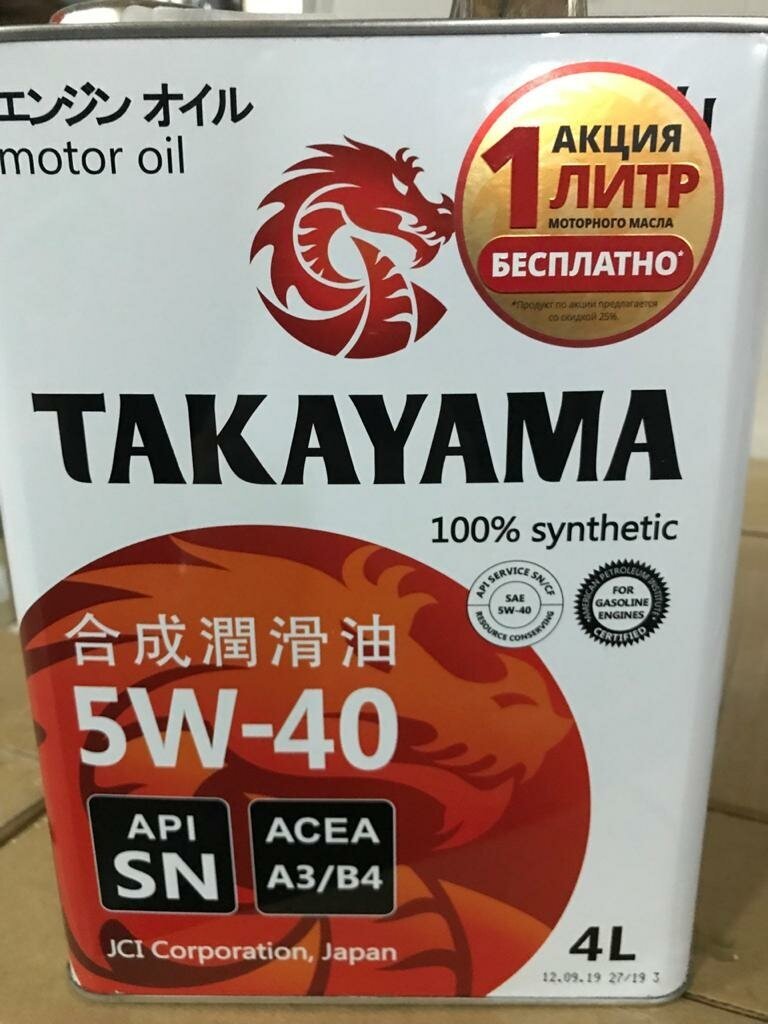 エンジン オイル
motor oil
АКЦИЯ
1 ЛИТР
МОТОРНОГО МАСЛА
БЕСПЛАТНО*
*Продукт по акции предлагается
со скидкой 25%.
TAKAYAMA
100% synthetic
API SERVICE SN/CF
SAE
5W-40
RESOURCE CONSERVING
AMERICAN PETROLEUM INSTITUTE
FOR
GASOLINE
ENGINES
CERTIFIED
合成潤滑油
5W-40
API
SN
ACEA
A3/B4
JCI Corporation, Japan
4L
12.09.19 27/19 3